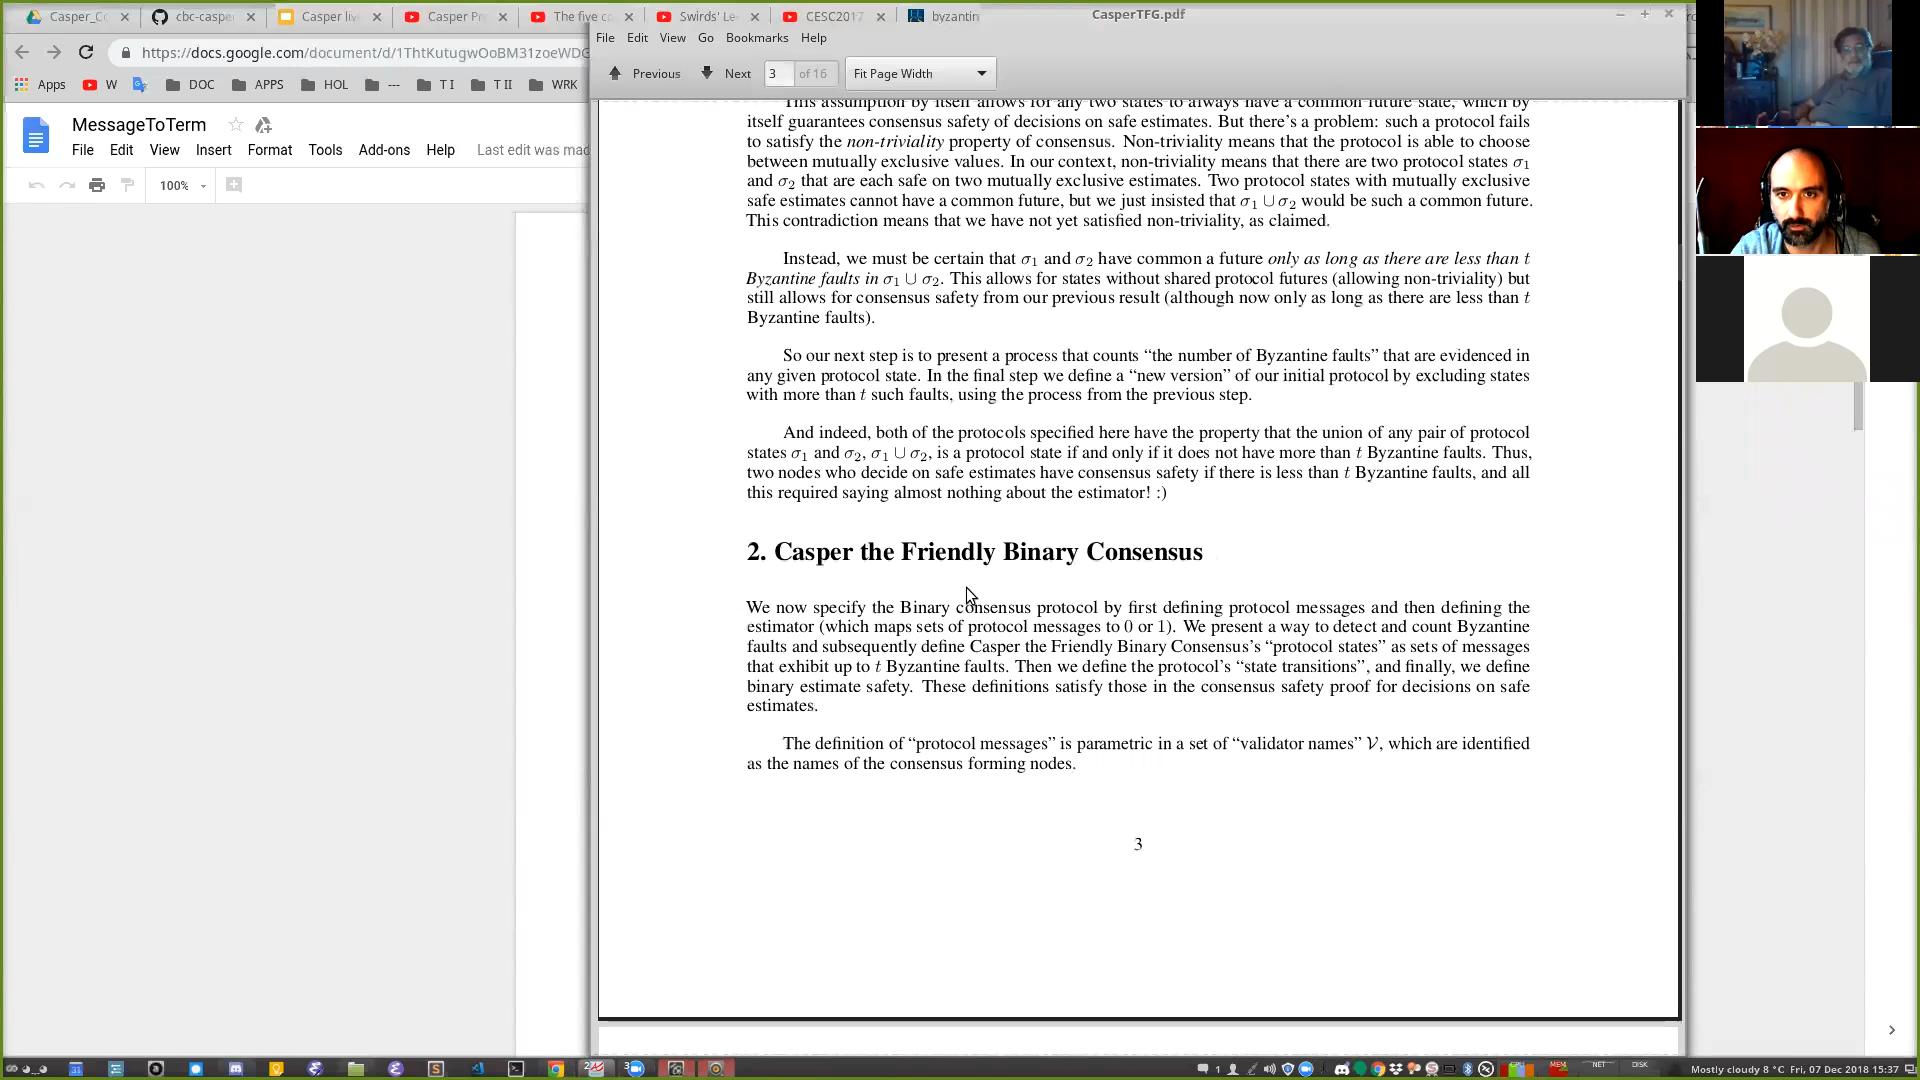 Casper_Co
cbc-caspe
Casper liv
Casper Pr
The five co
Swirds' Le
CESC2017
byzantin
CasperTFG.pdf
https://docs.google.com/document/d/1ThtKutugwOoBM31zoeWDG
File Edit View Go Bookmarks Help
Apps W DOC APPS HOL --- T I T II WRK
Previous Next 3 of 16 Fit Page Width
MessageToTerm
File Edit View Insert Format Tools Add-ons Help Last edit was mad
100%
This assumption by itself allows for any two states to always have a common future state, which by
itself guarantees consensus safety of decisions on safe estimates. But there's a problem: such a protocol fails
to satisfy the non-triviality property of consensus. Non-triviality means that the protocol is able to choose
between mutually exclusive values. In our context, non-triviality means that there are two protocol states σ1
and σ2 that are each safe on two mutually exclusive estimates. Two protocol states with mutually exclusive
safe estimates cannot have a common future, but we just insisted that σ1 ∪ σ2 would be such a common future.
This contradiction means that we have not yet satisfied non-triviality, as claimed.
Instead, we must be certain that σ1 and σ2 have common a future only as long as there are less than t
Byzantine faults in σ1 ∪ σ2. This allows for states without shared protocol futures (allowing non-triviality) but
still allows for consensus safety from our previous result (although now only as long as there are less than t
Byzantine faults).
So our next step is to present a process that counts “the number of Byzantine faults” that are evidenced in
any given protocol state. In the final step we define a “new version” of our initial protocol by excluding states
with more than t such faults, using the process from the previous step.
And indeed, both of the protocols specified here have the property that the union of any pair of protocol
states σ1 and σ2, σ1 ∪ σ2, is a protocol state if and only if it does not have more than t Byzantine faults. Thus,
two nodes who decide on safe estimates have consensus safety if there is less than t Byzantine faults, and all
this required saying almost nothing about the estimator! :)
2. Casper the Friendly Binary Consensus
We now specify the Binary consensus protocol by first defining protocol messages and then defining the
estimator (which maps sets of protocol messages to 0 or 1). We present a way to detect and count Byzantine
faults and subsequently define Casper the Friendly Binary Consensus's “protocol states” as sets of messages
that exhibit up to t Byzantine faults. Then we define the protocol's “state transitions”, and finally, we define
binary estimate safety. These definitions satisfy those in the consensus safety proof for decisions on safe
estimates.
The definition of “protocol messages” is parametric in a set of “validator names” 𝒱, which are identified
as the names of the consensus forming nodes.
3
MEM NET DISK Mostly cloudy 8 °C Fri, 07 Dec 2018 15:37